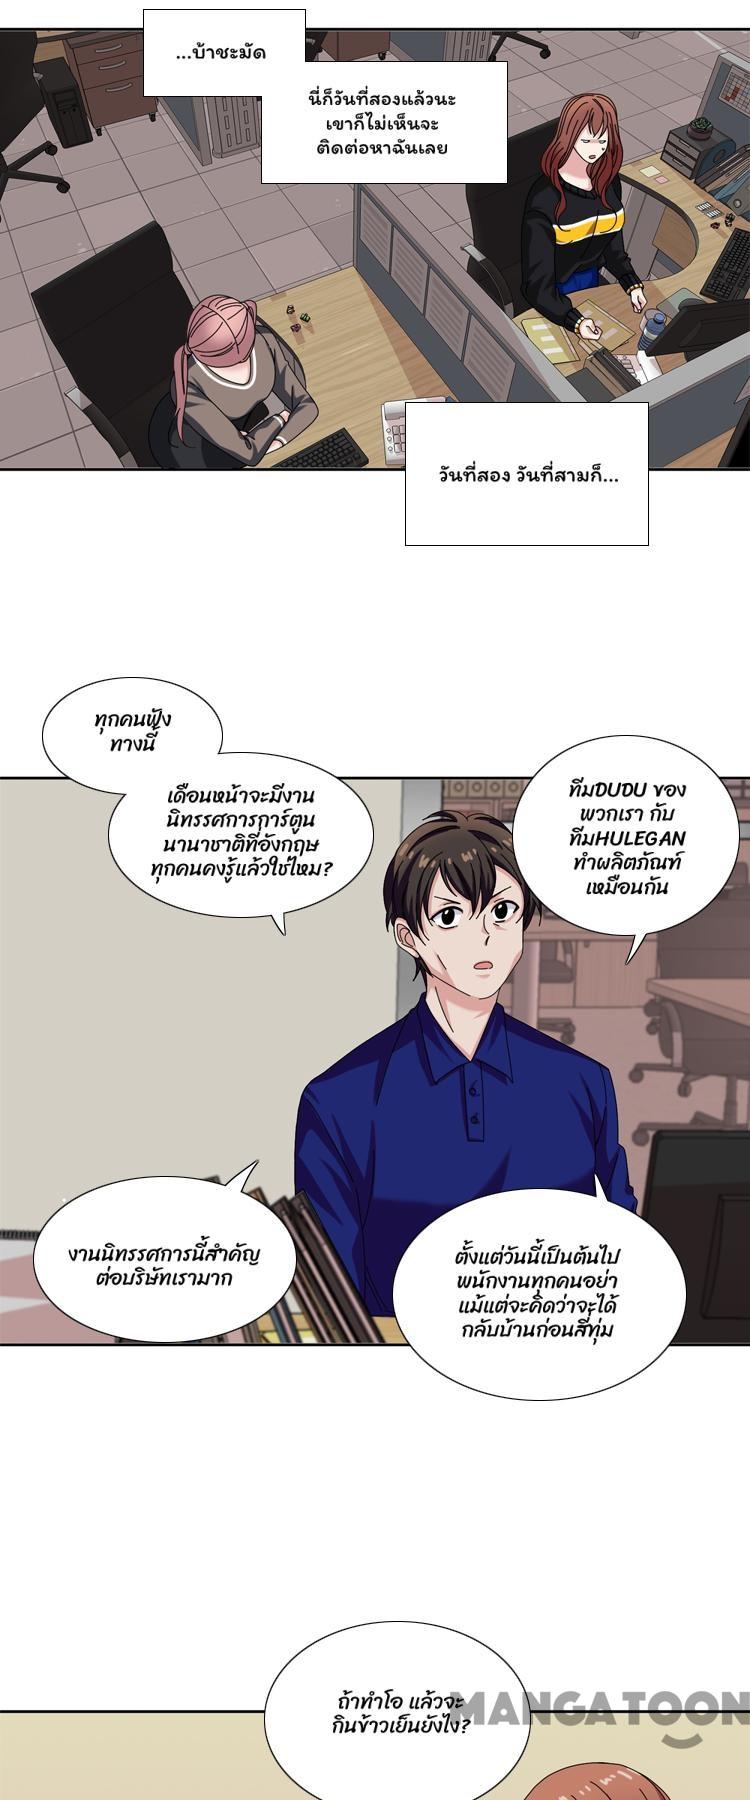 ...บ้าชะมัด
นี่ก็วันที่สองแล้วนะ
เขาก็ไม่เห็นจะ
ติดต่อหาฉันเลย
วันที่สอง วันที่สามก็...
ทุกคนฟัง
ทางนี้
เดือนหน้าจะมีงาน
นิทรรศการการ์ตูน
นานาชาติที่อังกฤษ
ทุกคนคงรู้แล้วใช่ไหม?
ทีมDUDU ของ
พวกเรา กับ
ทีมHULEGAN
ทำผลิตภัณฑ์
เหมือนกัน
งานนิทรรศการนี้สำคัญ
ต่อบริษัทเรามาก
ตั้งแต่วันนี้เป็นต้นไป
พนักงานทุกคนอย่า
แม้แต่จะคิดว่าจะได้
กลับบ้านก่อนสี่ทุ่ม
ถ้าทำโอ แล้วจะ
กินข้าวเย็นยังไง?
MANGATOON